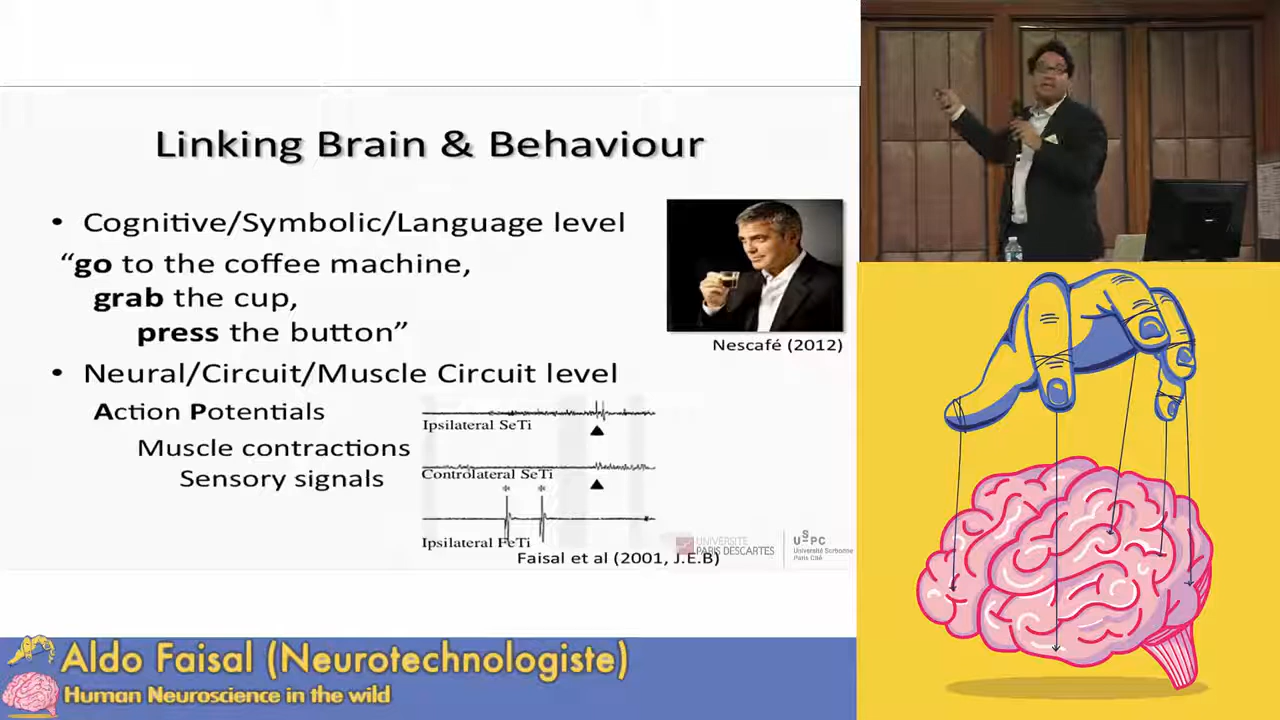 Linking Brain & Behaviour
• Cognitive/Symbolic/Language level
“go to the coffee machine,
grab the cup,
press the button”
Nescafé (2012)
• Neural/Circuit/Muscle Circuit level
Action Potentials
Muscle contractions
Sensory signals
Ipsilateral SeTi
Controlateral SeTi
Ipsilateral FeTi
Faisal et al (2001, J.E.B)
UNIVERSITÉ
PARIS DESCARTES
USPC
Université Sorbonne
Paris Cité
Aldo Faisal (Neurotechnologiste)
Human Neuroscience in the wild